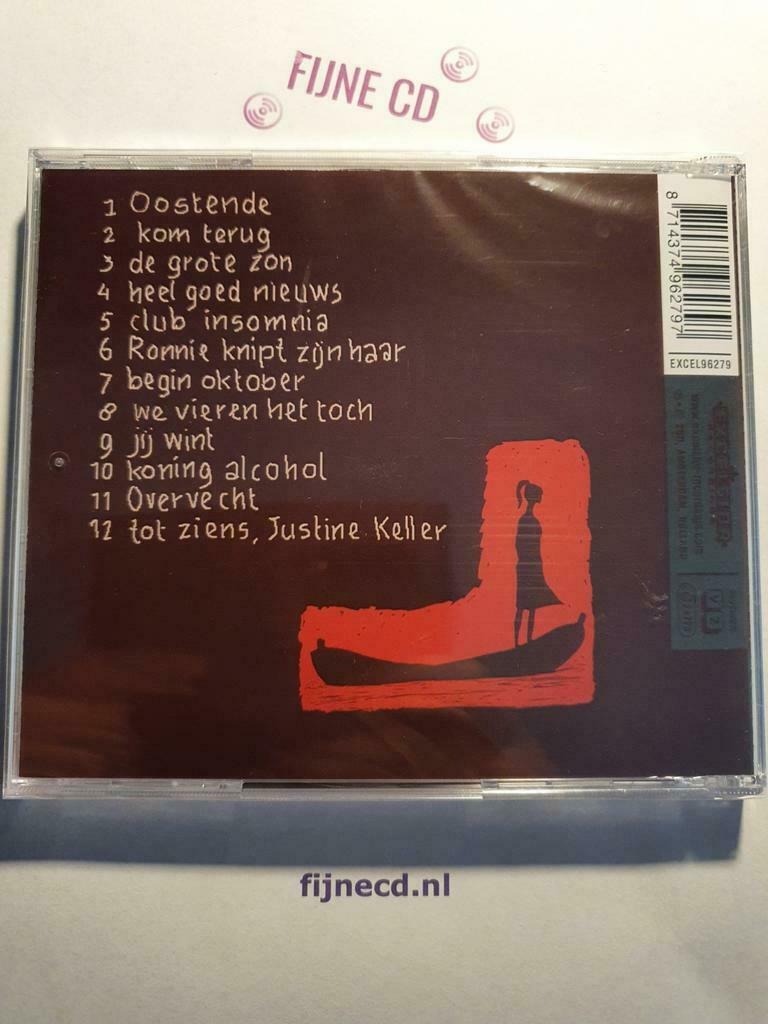 FIJNE CD
1 Oostende
2 kom terug
3 de grote zon
4 heel goed nieuws
5 club insomnia
6 Ronnie knipt zijn haar
7 begin oktober
8 we vieren het toch
9 jij wint
10 koning alcohol
11 Overvecht
12 tot ziens, Justine Keller
8 714374 962797
EXCEL96279
fijnecd.nl